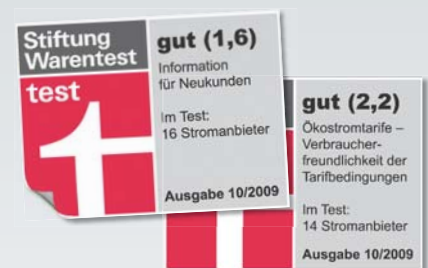 Stiftung
Warentest
test
gut (1,6)
Information
für Neukunden
Im Test:
16 Stromanbieter
Ausgabe 10/2009
gut (2,2)
Ökostromtarife –
Verbraucher-
freundlichkeit der
Tarifbedingungen
Im Test:
14 Stromanbieter
Ausgabe 10/2009